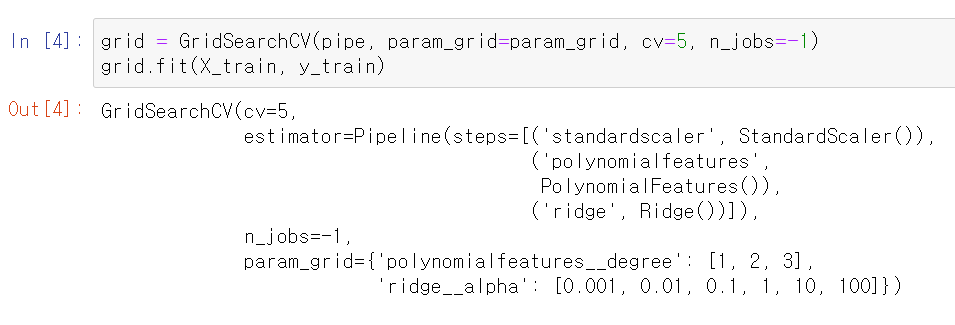 In [4]: grid = GridSearchCV(pipe, param_grid=param_grid, cv=5, n_jobs=-1)
grid.fit(X_train, y_train)
Out[4]: GridSearchCV(cv=5,
estimator=Pipeline(steps=[('standardscaler', StandardScaler()),
('polynomialfeatures',
PolynomialFeatures()),
('ridge', Ridge())]),
n_jobs=-1,
param_grid={'polynomialfeatures__degree': [1, 2, 3],
'ridge__alpha': [0.001, 0.01, 0.1, 1, 10, 100]})